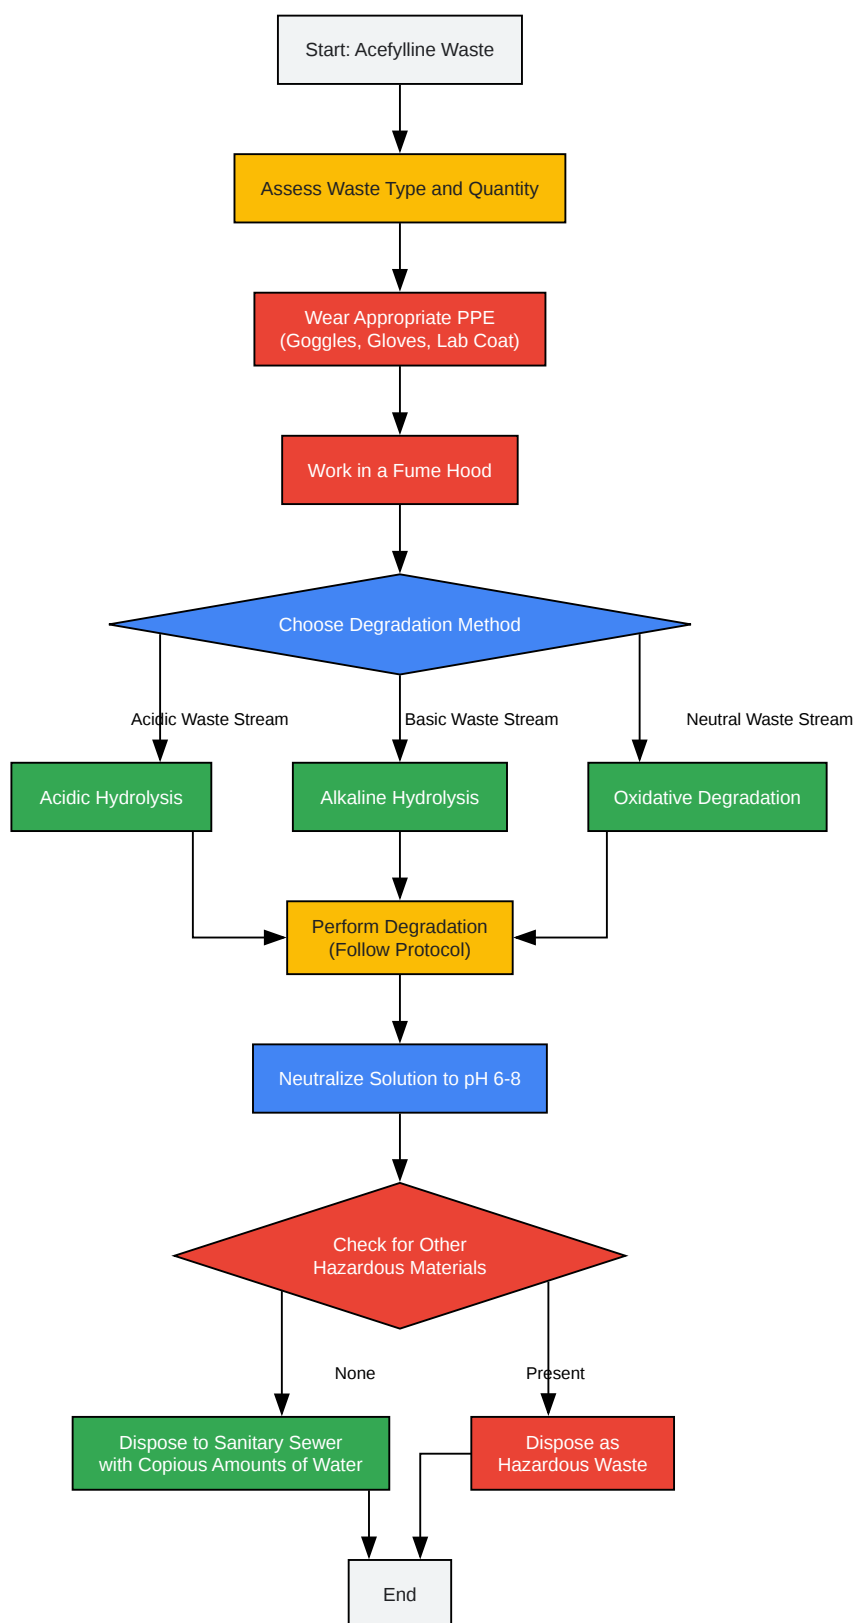 Start: Acefylline Waste
Assess Waste Type and Quantity
Wear Appropriate PPE
(Goggles, Gloves, Lab Coat)
Work in a Fume Hood
Choose Degradation Method
Acidic Waste Stream
Basic Waste Stream
Neutral Waste Stream
Acidic Hydrolysis
Alkaline Hydrolysis
Oxidative Degradation
Perform Degradation
(Follow Protocol)
Neutralize Solution to pH 6-8
Check for Other
Hazardous Materials
None
Present
Dispose to Sanitary Sewer
with Copious Amounts of Water
Dispose as
Hazardous Waste
End